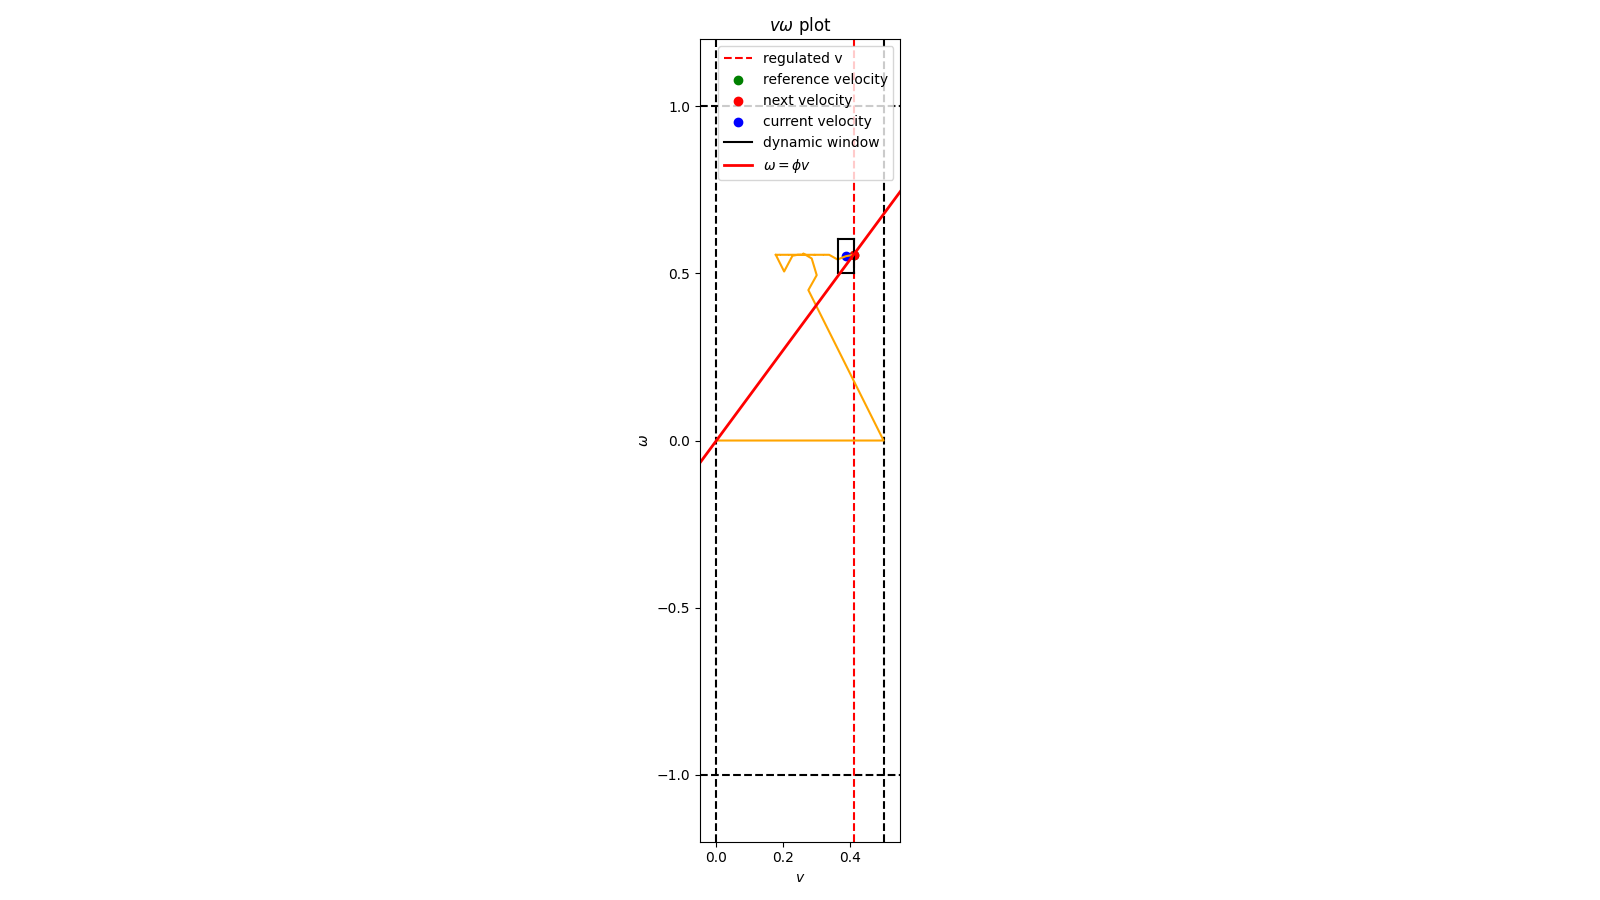 vω plot
regulated v
reference velocity
next velocity
current velocity
dynamic window
ω = ϕv
1.0
0.5
0.0
−0.5
−1.0
ω
0.0 0.2 0.4
v